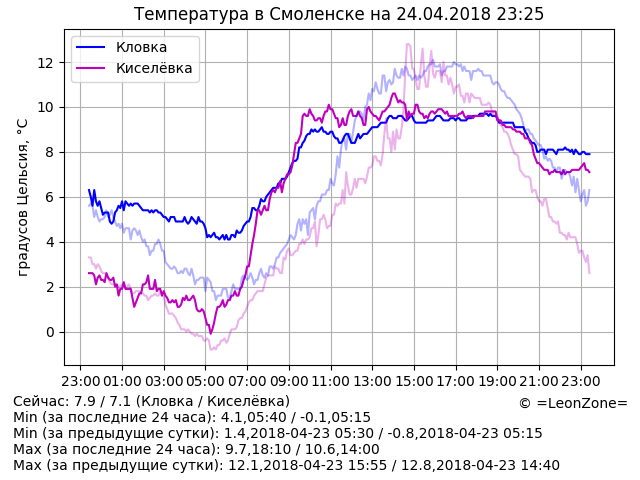 Температура в Смоленске на 24.04.2018 23:25
Кловка
Киселёвка
градусов Цельсия, °C
12
10
8
6
4
2
0
23:00 01:00 03:00 05:00 07:00 09:00 11:00 13:00 15:00 17:00 19:00 21:00 23:00
Сейчас: 7.9 / 7.1 (Кловка / Киселёвка)
© =LeonZone=
Min (за последние 24 часа): 4.1,05:40 / -0.1,05:15
Min (за предыдущие сутки): 1.4,2018-04-23 05:30 / -0.8,2018-04-23 05:15
Max (за последние 24 часа): 9.7,18:10 / 10.6,14:00
Max (за предыдущие сутки): 12.1,2018-04-23 15:55 / 12.8,2018-04-23 14:40